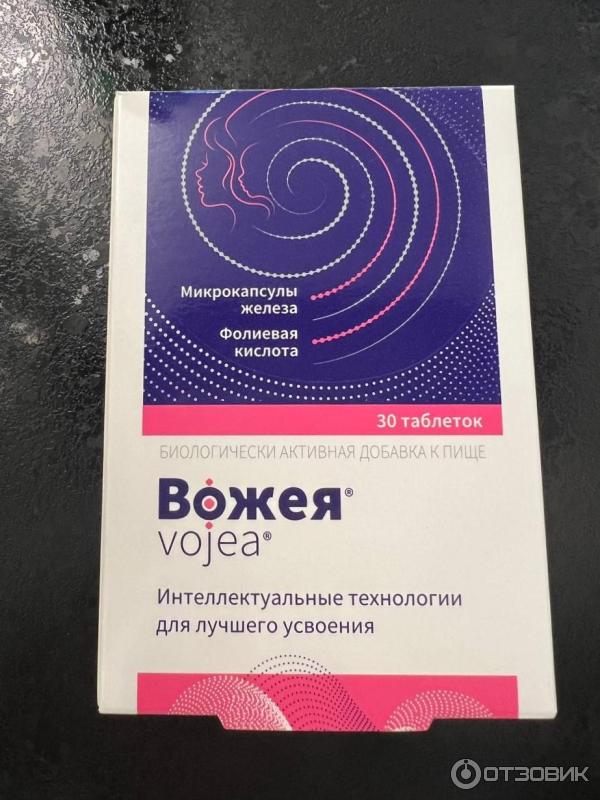 Микрокапсулы
железа
Фолиевая
кислота
30 таблеток
БИОЛОГИЧЕСКИ АКТИВНАЯ ДОБАВКА К ПИЩЕ
Вожея®
vojea®
Интеллектуальные технологии
для лучшего усвоения
ОТЗОВИК